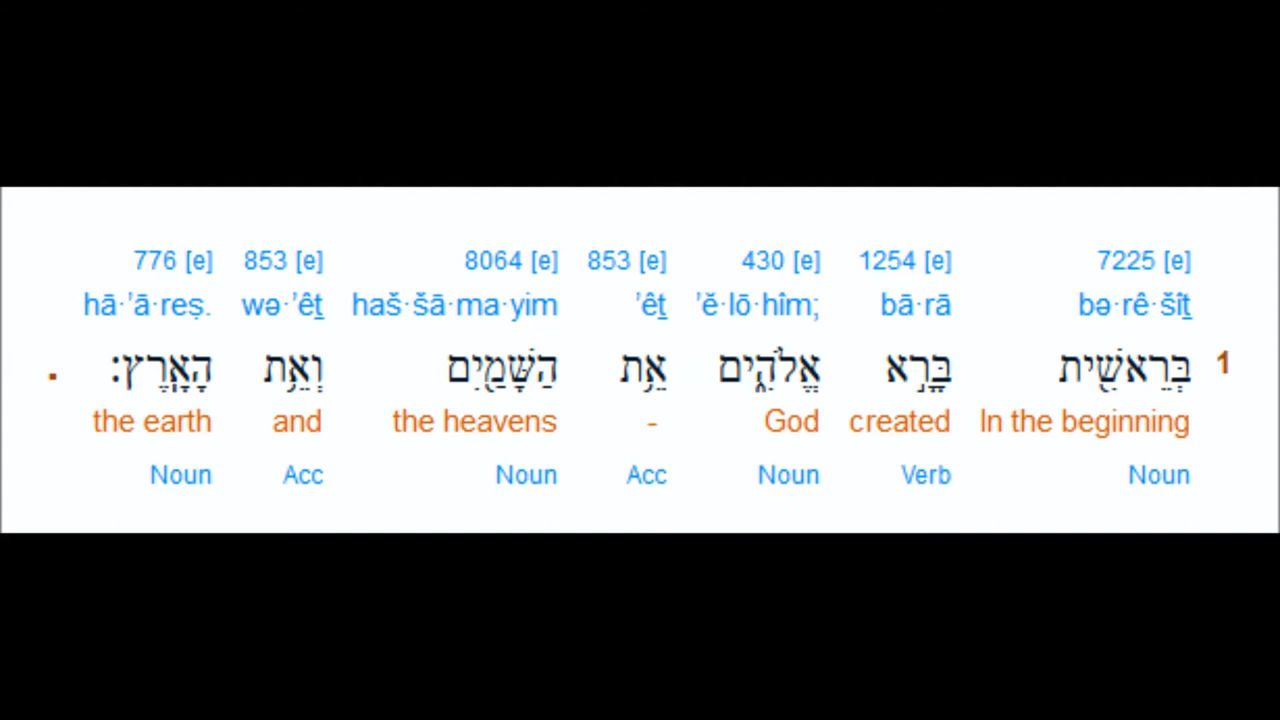 776 [e] 853 [e] 8064 [e] 853 [e] 430 [e] 1254 [e] 7225 [e]
hā·’ā·reṣ. wə·’êṯ haš·šā·ma·yim ’êṯ ’ĕ·lō·hîm; bā·rā bə·rê·šîṯ
1 בְּרֵאשִׁ֖ית בָּרָ֣א אֱלֹהִ֑ים אֵ֥ת הַשָּׁמַ֖יִם וְאֵ֥ת הָאָֽרֶץ׃ .
the earth and the heavens - God created In the beginning
Noun Acc Noun Acc Noun Verb Noun